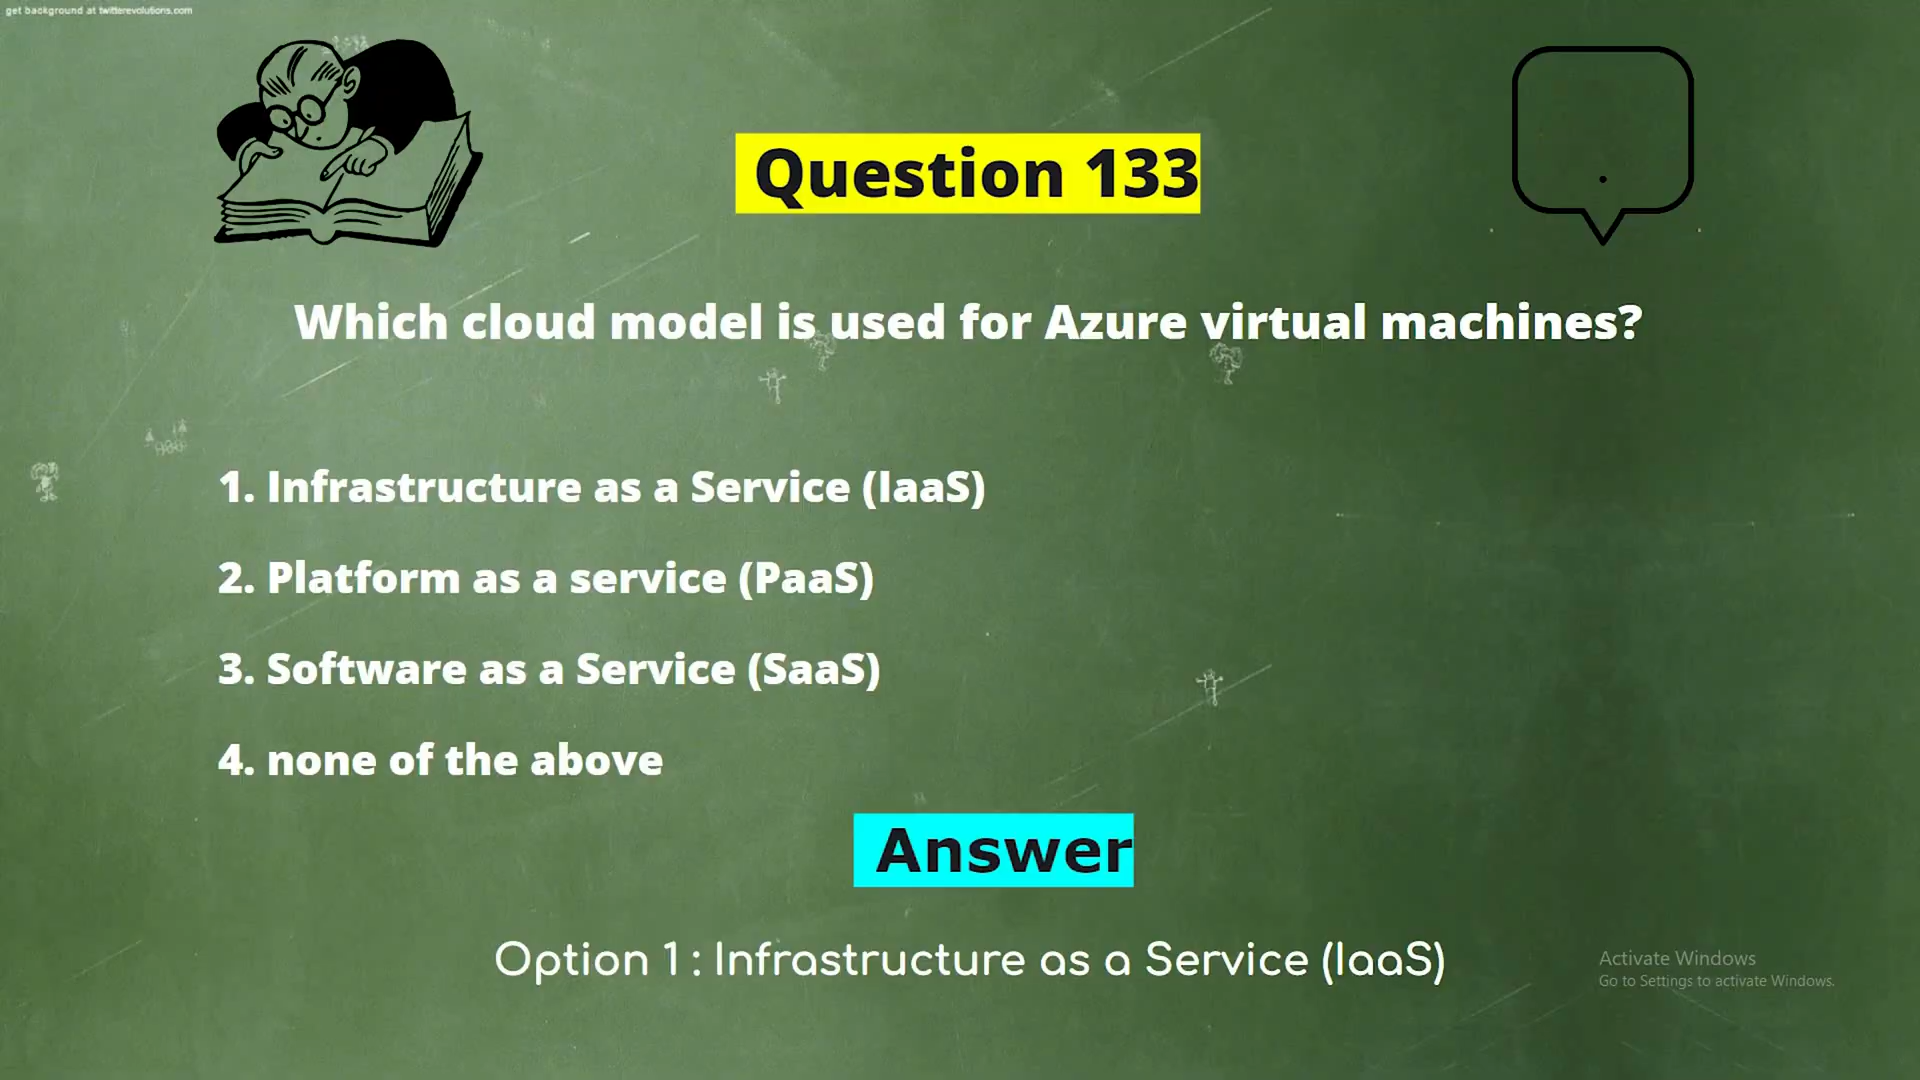 get background at twitterevolutions.com
Question 133
Which cloud model is used for Azure virtual machines?
1. Infrastructure as a Service (IaaS)
2. Platform as a service (PaaS)
3. Software as a Service (SaaS)
4. none of the above
Answer
Option 1 : Infrastructure as a Service (IaaS)
Activate Windows
Go to Settings to activate Windows.